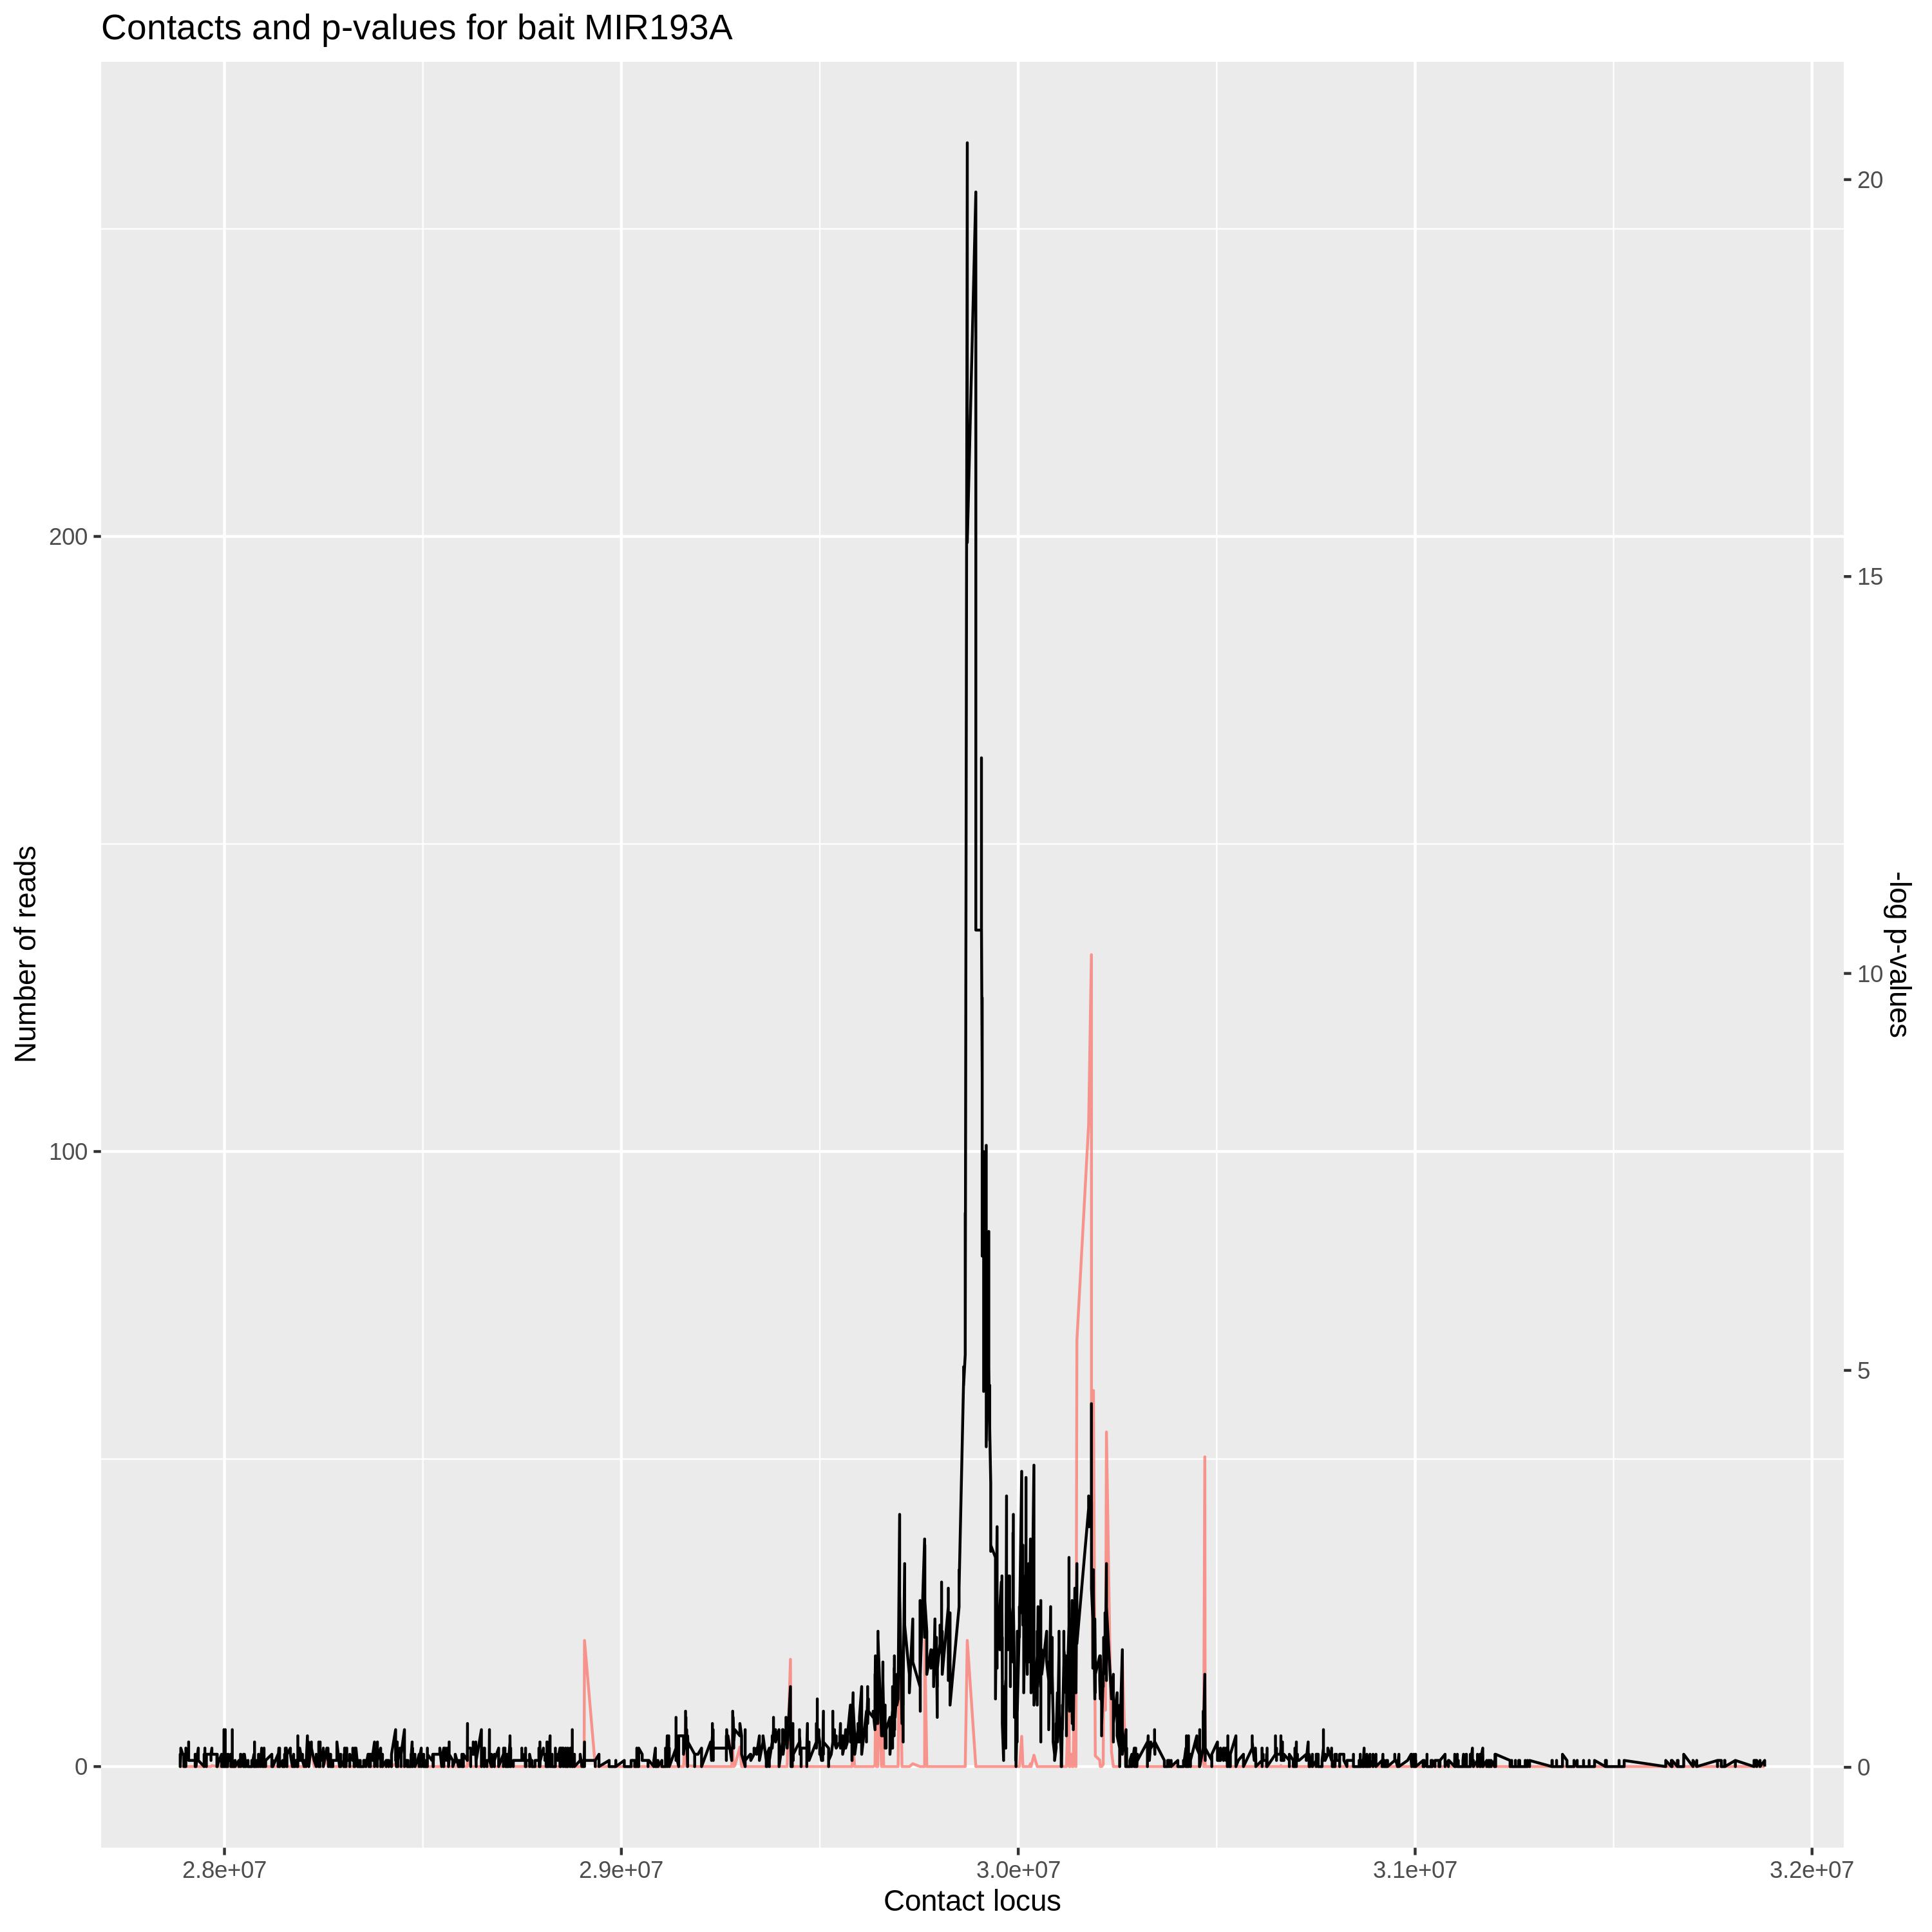 Contacts and p-values for bait MIR193A
Number of reads
200
100
0
20
15
10
5
0
-log p-values
2.8e+07
2.9e+07
3.0e+07
3.1e+07
3.2e+07
Contact locus